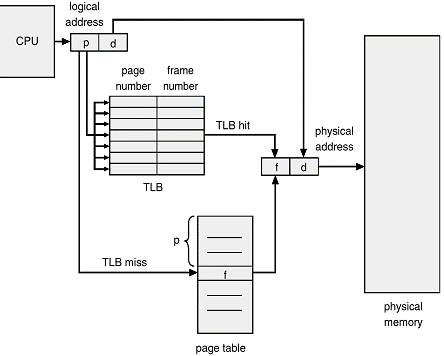 logical
address
CPU
p d
page frame
number number
TLB hit
physical
address
f d
TLB
p
TLB miss
f
physical
memory
page table